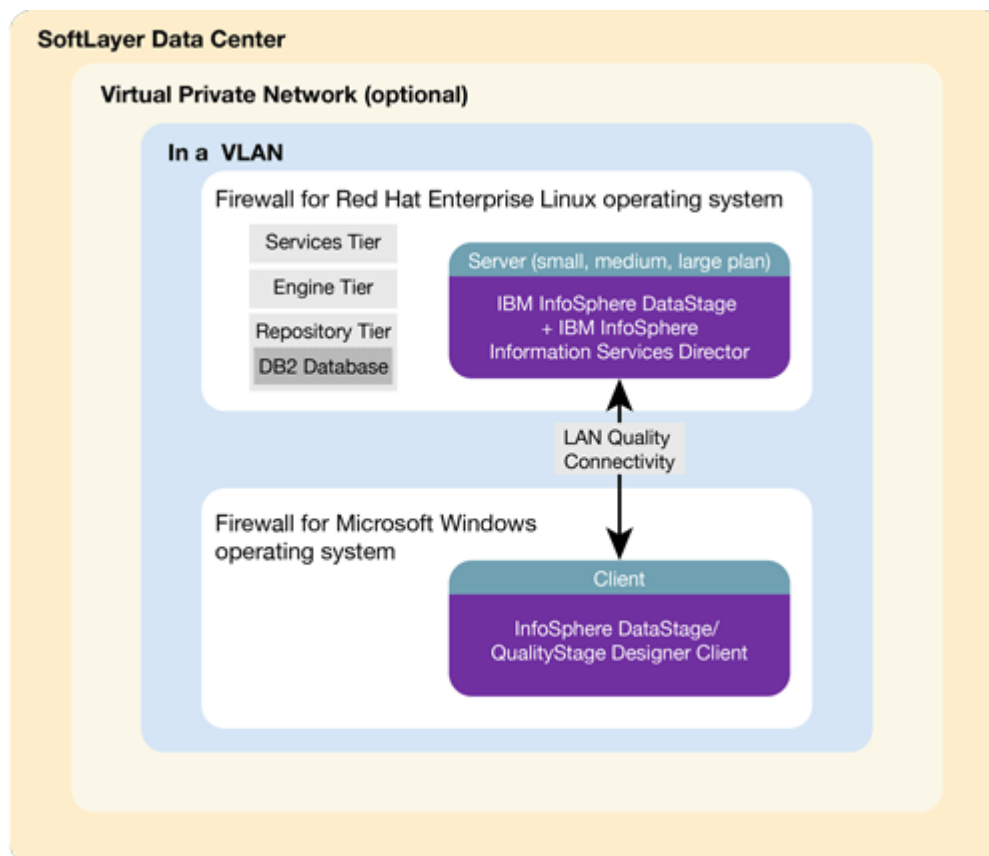 SoftLayer Data Center
Virtual Private Network (optional)
In a VLAN
Firewall for Red Hat Enterprise Linux operating system
Services Tier
Engine Tier
Repository Tier
DB2 Database
Server (small, medium, large plan)
IBM InfoSphere DataStage
+ IBM InfoSphere
Information Services Director
LAN Quality
Connectivity
Firewall for Microsoft Windows
operating system
Client
InfoSphere DataStage/
QualityStage Designer Client